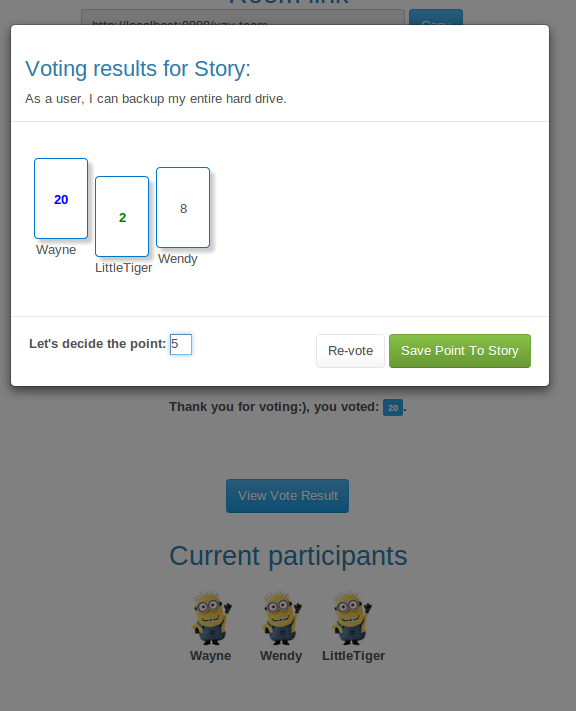 http://localhost:8888/xzy-team
Copy
Voting results for Story:
As a user, I can backup my entire hard drive.
20
2
8
Wayne
LittleTiger
Wendy
Let's decide the point: 5
Re-vote
Save Point To Story
Thank you for voting:), you voted: 20.
View Vote Result
Current participants
Wayne
Wendy
LittleTiger